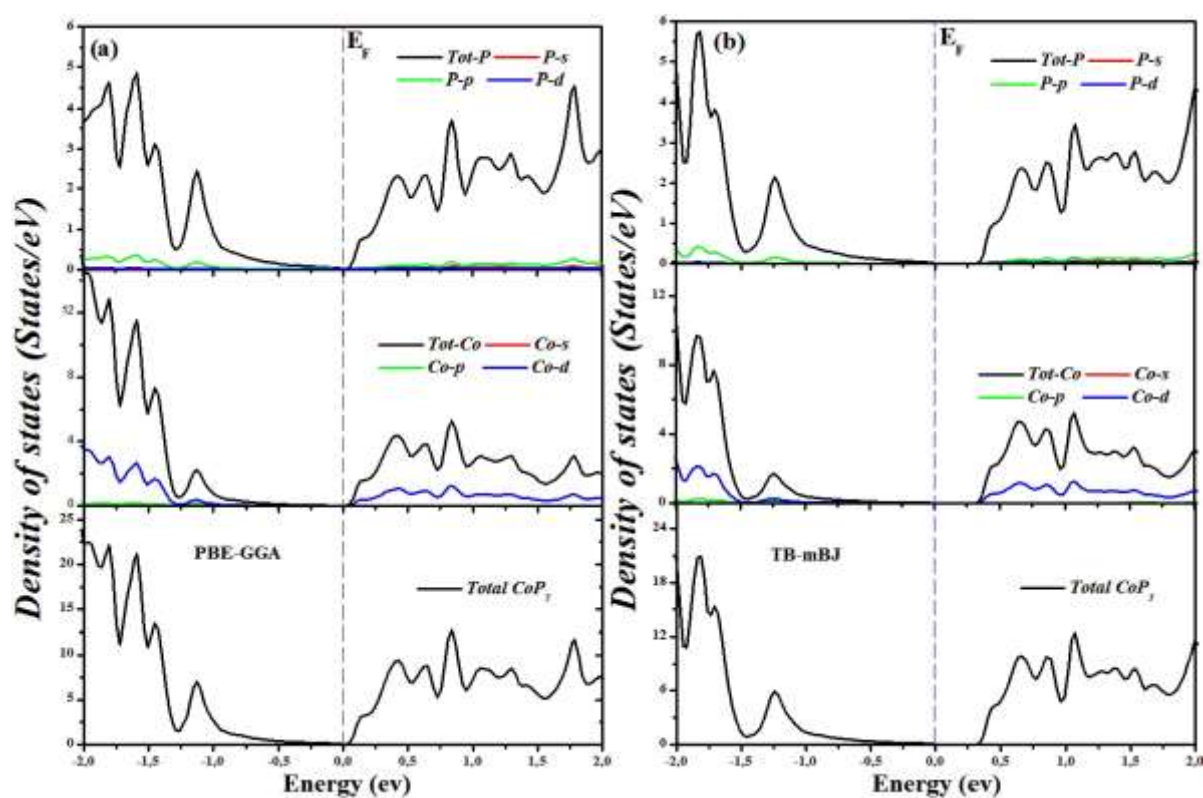 (a)
E_F
Tot-P P-s
P-p P-d
6
5
4
3
2
1
0
Tot-Co Co-s
Co-p Co-d
52
8
4
0
PBE-GGA
Total CoP₃
25
22
20
15
10
5
0
-2,0 -1,5 -1,0 -0,5 0,0 0,5 1,0 1,5 2,0
Energy (ev)
Density of states (States/eV)
(b)
E_F
Tot-P P-s
P-p P-d
6
5
4
3
2
1
0
Tot-Co Co-s
Co-p Co-d
12
8
4
0
TB-mBJ
Total CoP₃
24
18
12
6
0
-2,0 -1,5 -1,0 -0,5 0,0 0,5 1,0 1,5 2,0
Energy (ev)
Density of states (States/eV)